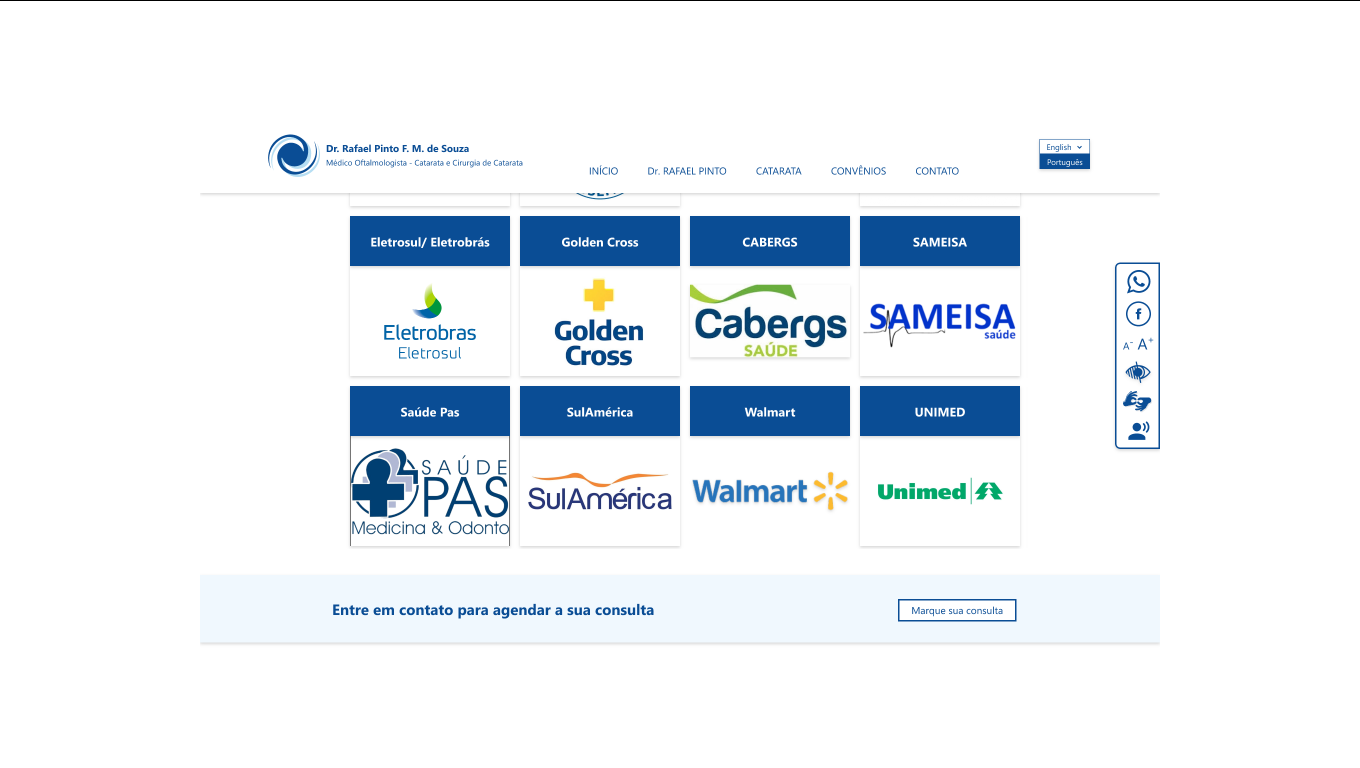 Dr. Rafael Pinto F. M. de Souza
Médico Oftalmologista - Catarata e Cirurgia de Catarata
INÍCIO
Dr. RAFAEL PINTO
CATARATA
CONVÊNIOS
CONTATO
English
Português
Eletrosul/ Eletrobrás
Golden Cross
CABERGS
SAMEISA
Eletrobras
Eletrosul
Golden
Cross
Cabergs
SAÚDE
SAMEISA
saúde
A- A+
Saúde Pas
SulAmérica
Walmart
UNIMED
SAÚDE
PAS
Medicina & Odonto
SulAmérica
Walmart
Unimed
Entre em contato para agendar a sua consulta
Marque sua consulta